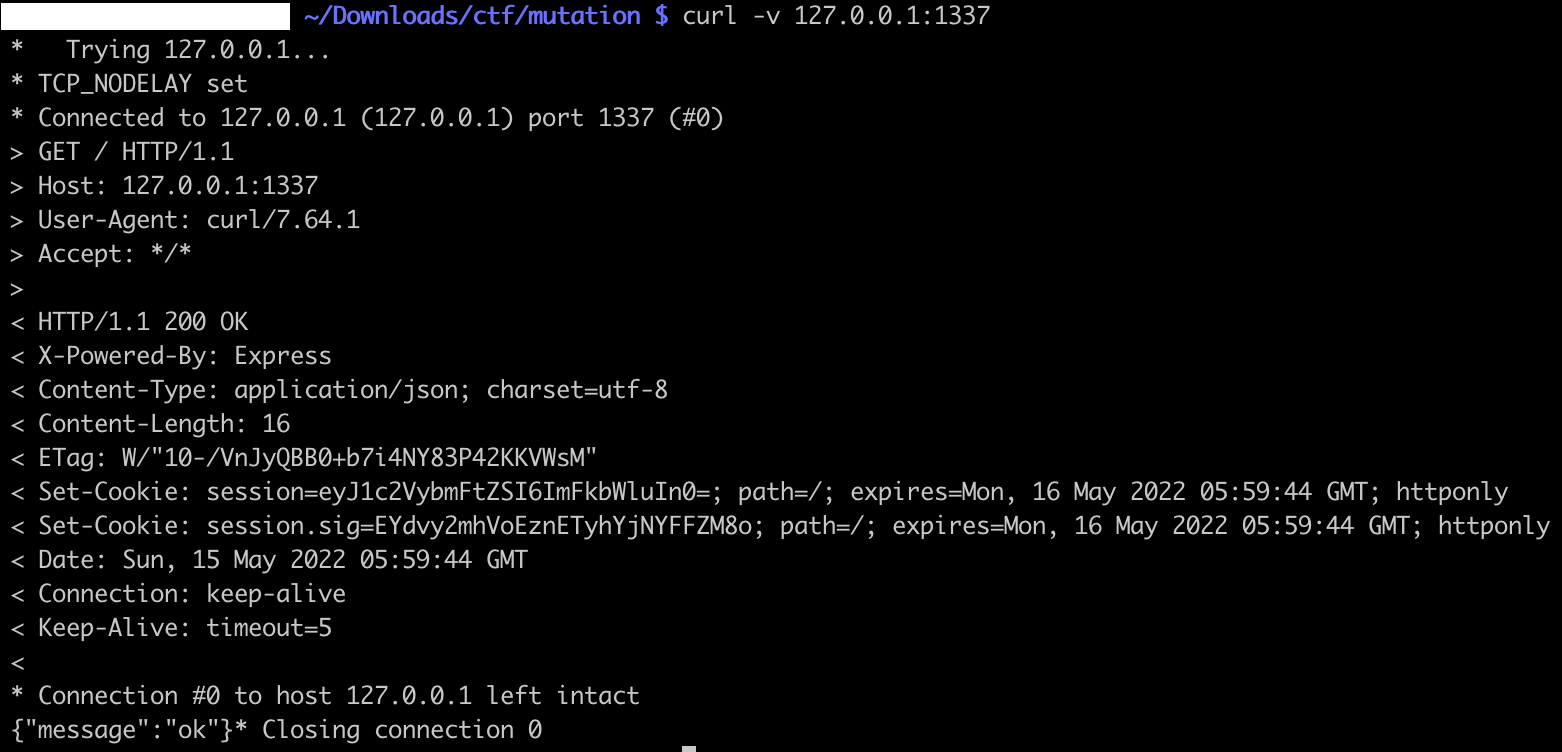 ~/Downloads/ctf/mutation $ curl -v 127.0.0.1:1337
*   Trying 127.0.0.1...
* TCP_NODELAY set
* Connected to 127.0.0.1 (127.0.0.1) port 1337 (#0)
> GET / HTTP/1.1
> Host: 127.0.0.1:1337
> User-Agent: curl/7.64.1
> Accept: */*
>
< HTTP/1.1 200 OK
< X-Powered-By: Express
< Content-Type: application/json; charset=utf-8
< Content-Length: 16
< ETag: W/"10-/VnJyQBB0+b7i4NY83P42KKVWsM"
< Set-Cookie: session=eyJ1c2VybmFtZSI6ImFkbWluIn0=; path=/; expires=Mon, 16 May 2022 05:59:44 GMT; httponly
< Set-Cookie: session.sig=EYdvy2mhVoEznETyhYjNYFFZM8o; path=/; expires=Mon, 16 May 2022 05:59:44 GMT; httponly
< Date: Sun, 15 May 2022 05:59:44 GMT
< Connection: keep-alive
< Keep-Alive: timeout=5
<
* Connection #0 to host 127.0.0.1 left intact
{"message":"ok"}* Closing connection 0